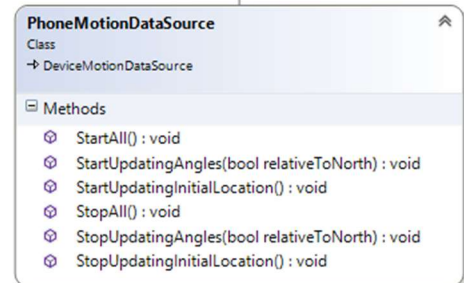 PhoneMotionDataSource
Class
DeviceMotionDataSource
Methods
StartAll() : void
StartUpdatingAngles(bool relativeToNorth) : void
StartUpdatingInitialLocation() : void
StopAll() : void
StopUpdatingAngles(bool relativeToNorth) : void
StopUpdatingInitialLocation() : void